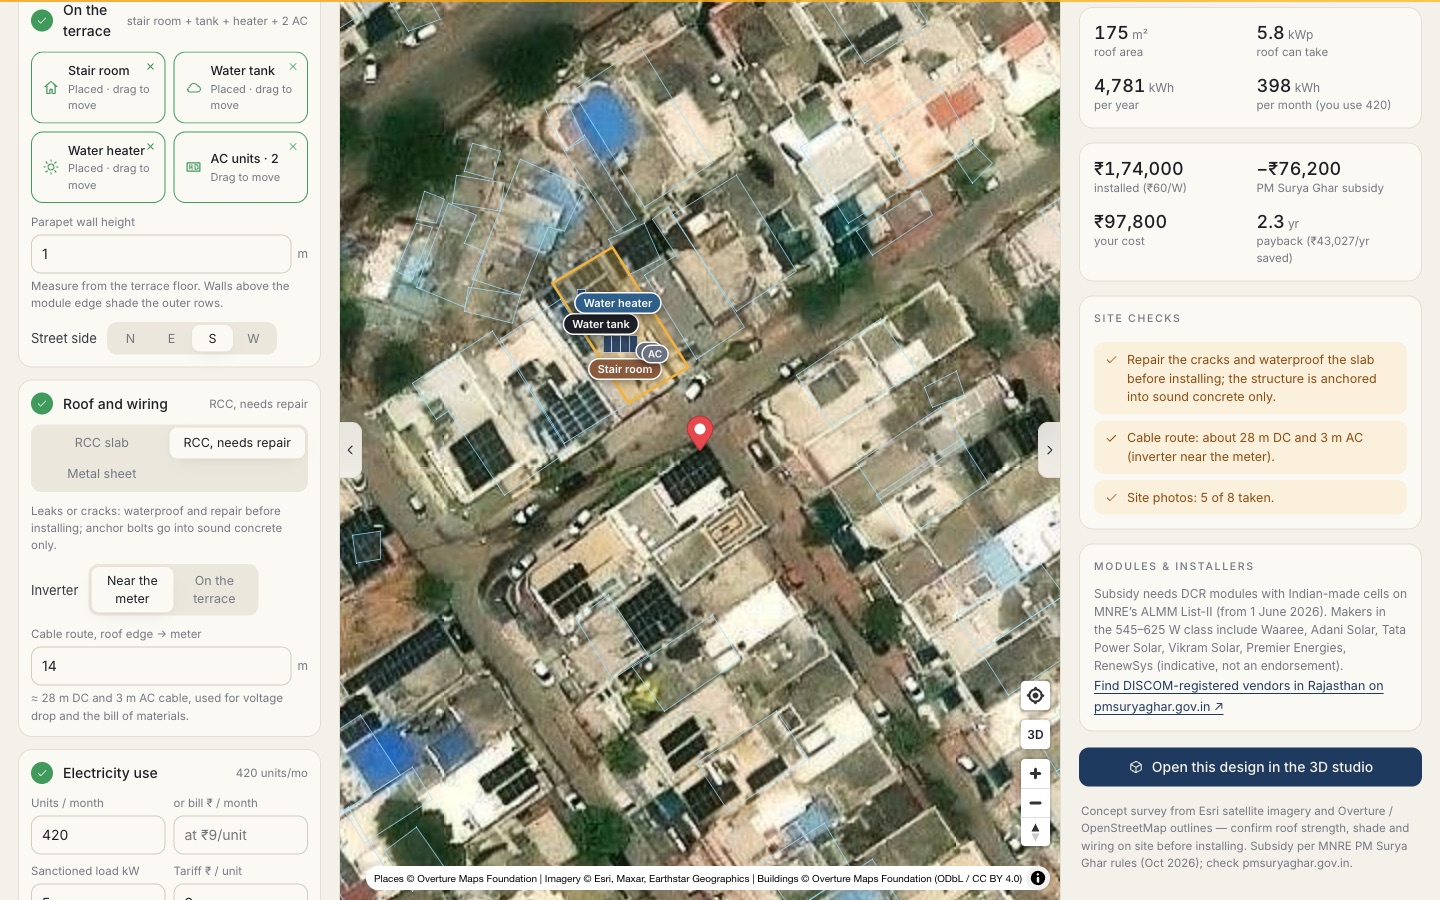 On the
terrace
stair room + tank + heater + 2 AC
Stair room
Placed · drag to
move
Water tank
Placed · drag to
move
Water heater
Placed · drag to
move
AC units · 2
Drag to move
Parapet wall height
1
m
Measure from the terrace floor. Walls above the
module edge shade the outer rows.
Street side
N
E
S
W
Roof and wiring
RCC, needs repair
RCC slab
RCC, needs repair
Metal sheet
Leaks or cracks: waterproof and repair before
installing; anchor bolts go into sound concrete
only.
Inverter
Near the
meter
On the
terrace
Cable route, roof edge → meter
14
m
≈ 28 m DC and 3 m AC cable, used for voltage
drop and the bill of materials.
Electricity use
420 units/mo
Units / month
or bill ₹ / month
420
at ₹9/unit
Sanctioned load kW
Tariff ₹ / unit
Water heater
Water tank
AC
Stair room
3D
Places © Overture Maps Foundation | Imagery © Esri, Maxar, Earthstar Geographics | Buildings © Overture Maps Foundation (ODbL / CC BY 4.0)
175 m²
roof area
5.8 kWp
roof can take
4,781 kWh
per year
398 kWh
per month (you use 420)
₹1,74,000
installed (₹60/W)
−₹76,200
PM Surya Ghar subsidy
₹97,800
your cost
2.3 yr
payback (₹43,027/yr
saved)
SITE CHECKS
Repair the cracks and waterproof the slab
before installing; the structure is anchored
into sound concrete only.
Cable route: about 28 m DC and 3 m AC
(inverter near the meter).
Site photos: 5 of 8 taken.
MODULES & INSTALLERS
Subsidy needs DCR modules with Indian-made cells on
MNRE's ALMM List-II (from 1 June 2026). Makers in
the 545–625 W class include Waaree, Adani Solar, Tata
Power Solar, Vikram Solar, Premier Energies,
RenewSys (indicative, not an endorsement).
Find DISCOM-registered vendors in Rajasthan on
pmsuryaghar.gov.in ↗
Open this design in the 3D studio
Concept survey from Esri satellite imagery and Overture /
OpenStreetMap outlines — confirm roof strength, shade and
wiring on site before installing. Subsidy per MNRE PM Surya
Ghar rules (Oct 2026); check pmsuryaghar.gov.in.